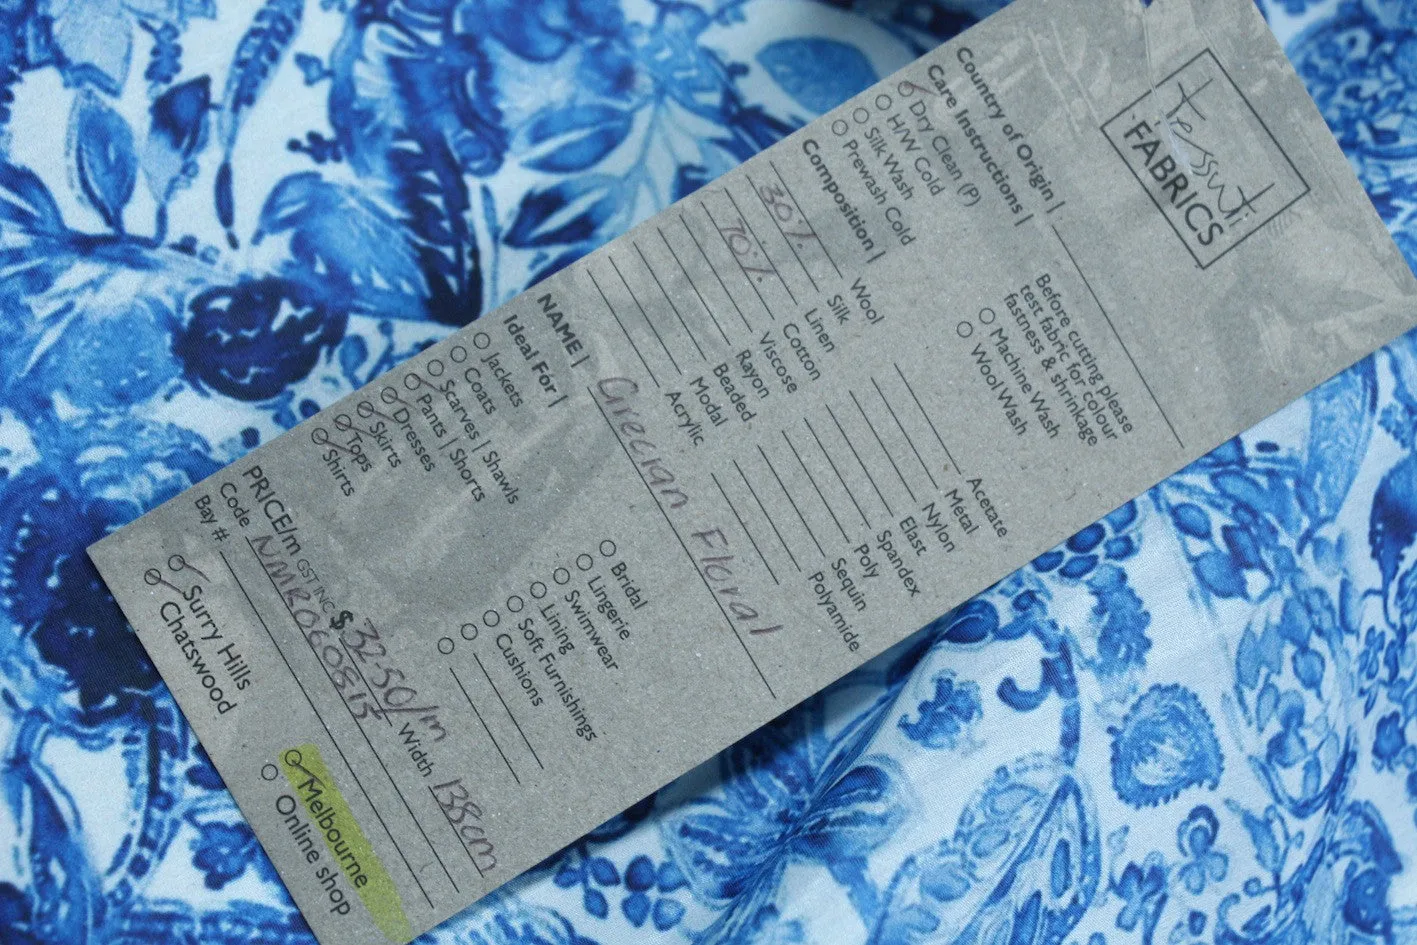 tessuti
FABRICS
Country of Origin |
Care Instructions |
Dry Clean (P)
H/W Cold
Silk Wash
Prewash Cold
Before cutting please
test fabric for colour
fastness & shrinkage
Machine Wash
Wool Wash
Composition |
Wool
30% Silk
Linen
70% Cotton
Viscose
Rayon
Beaded
Modal
Acrylic
Acetate
Metal
Nylon
Elast
Spandex
Poly
Sequin
Polyamide
NAME | Grecian Floral
Ideal For |
Jackets
Coats
Scarves | Shawls
Pants | Shorts
Dresses
Skirts
Tops
Shirts
Bridal
Lingerie
Swimwear
Lining
Soft Furnishings
Cushions
PRICE/m GST INC $ 32-50/m Width 138cm
Code NMR060815
Bay #
Surry Hills
Chatswood
Melbourne
Online shop